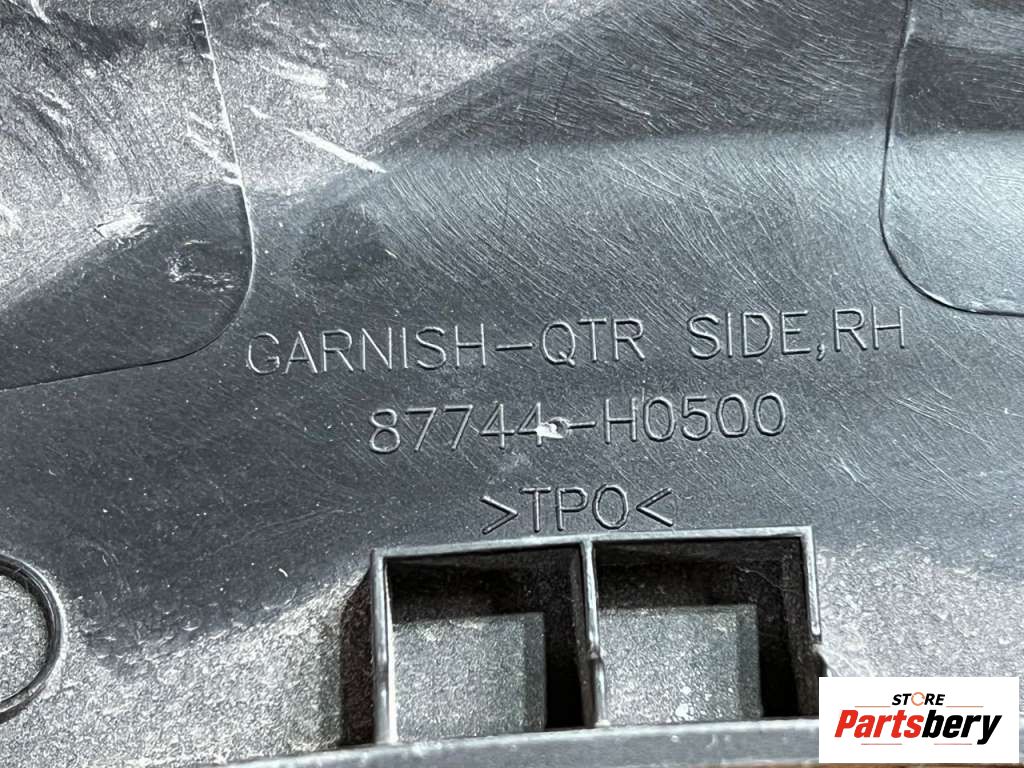 GARNISH-QTR SIDE,RH
87744-H0500
>TPO<
STORE
Partsbery